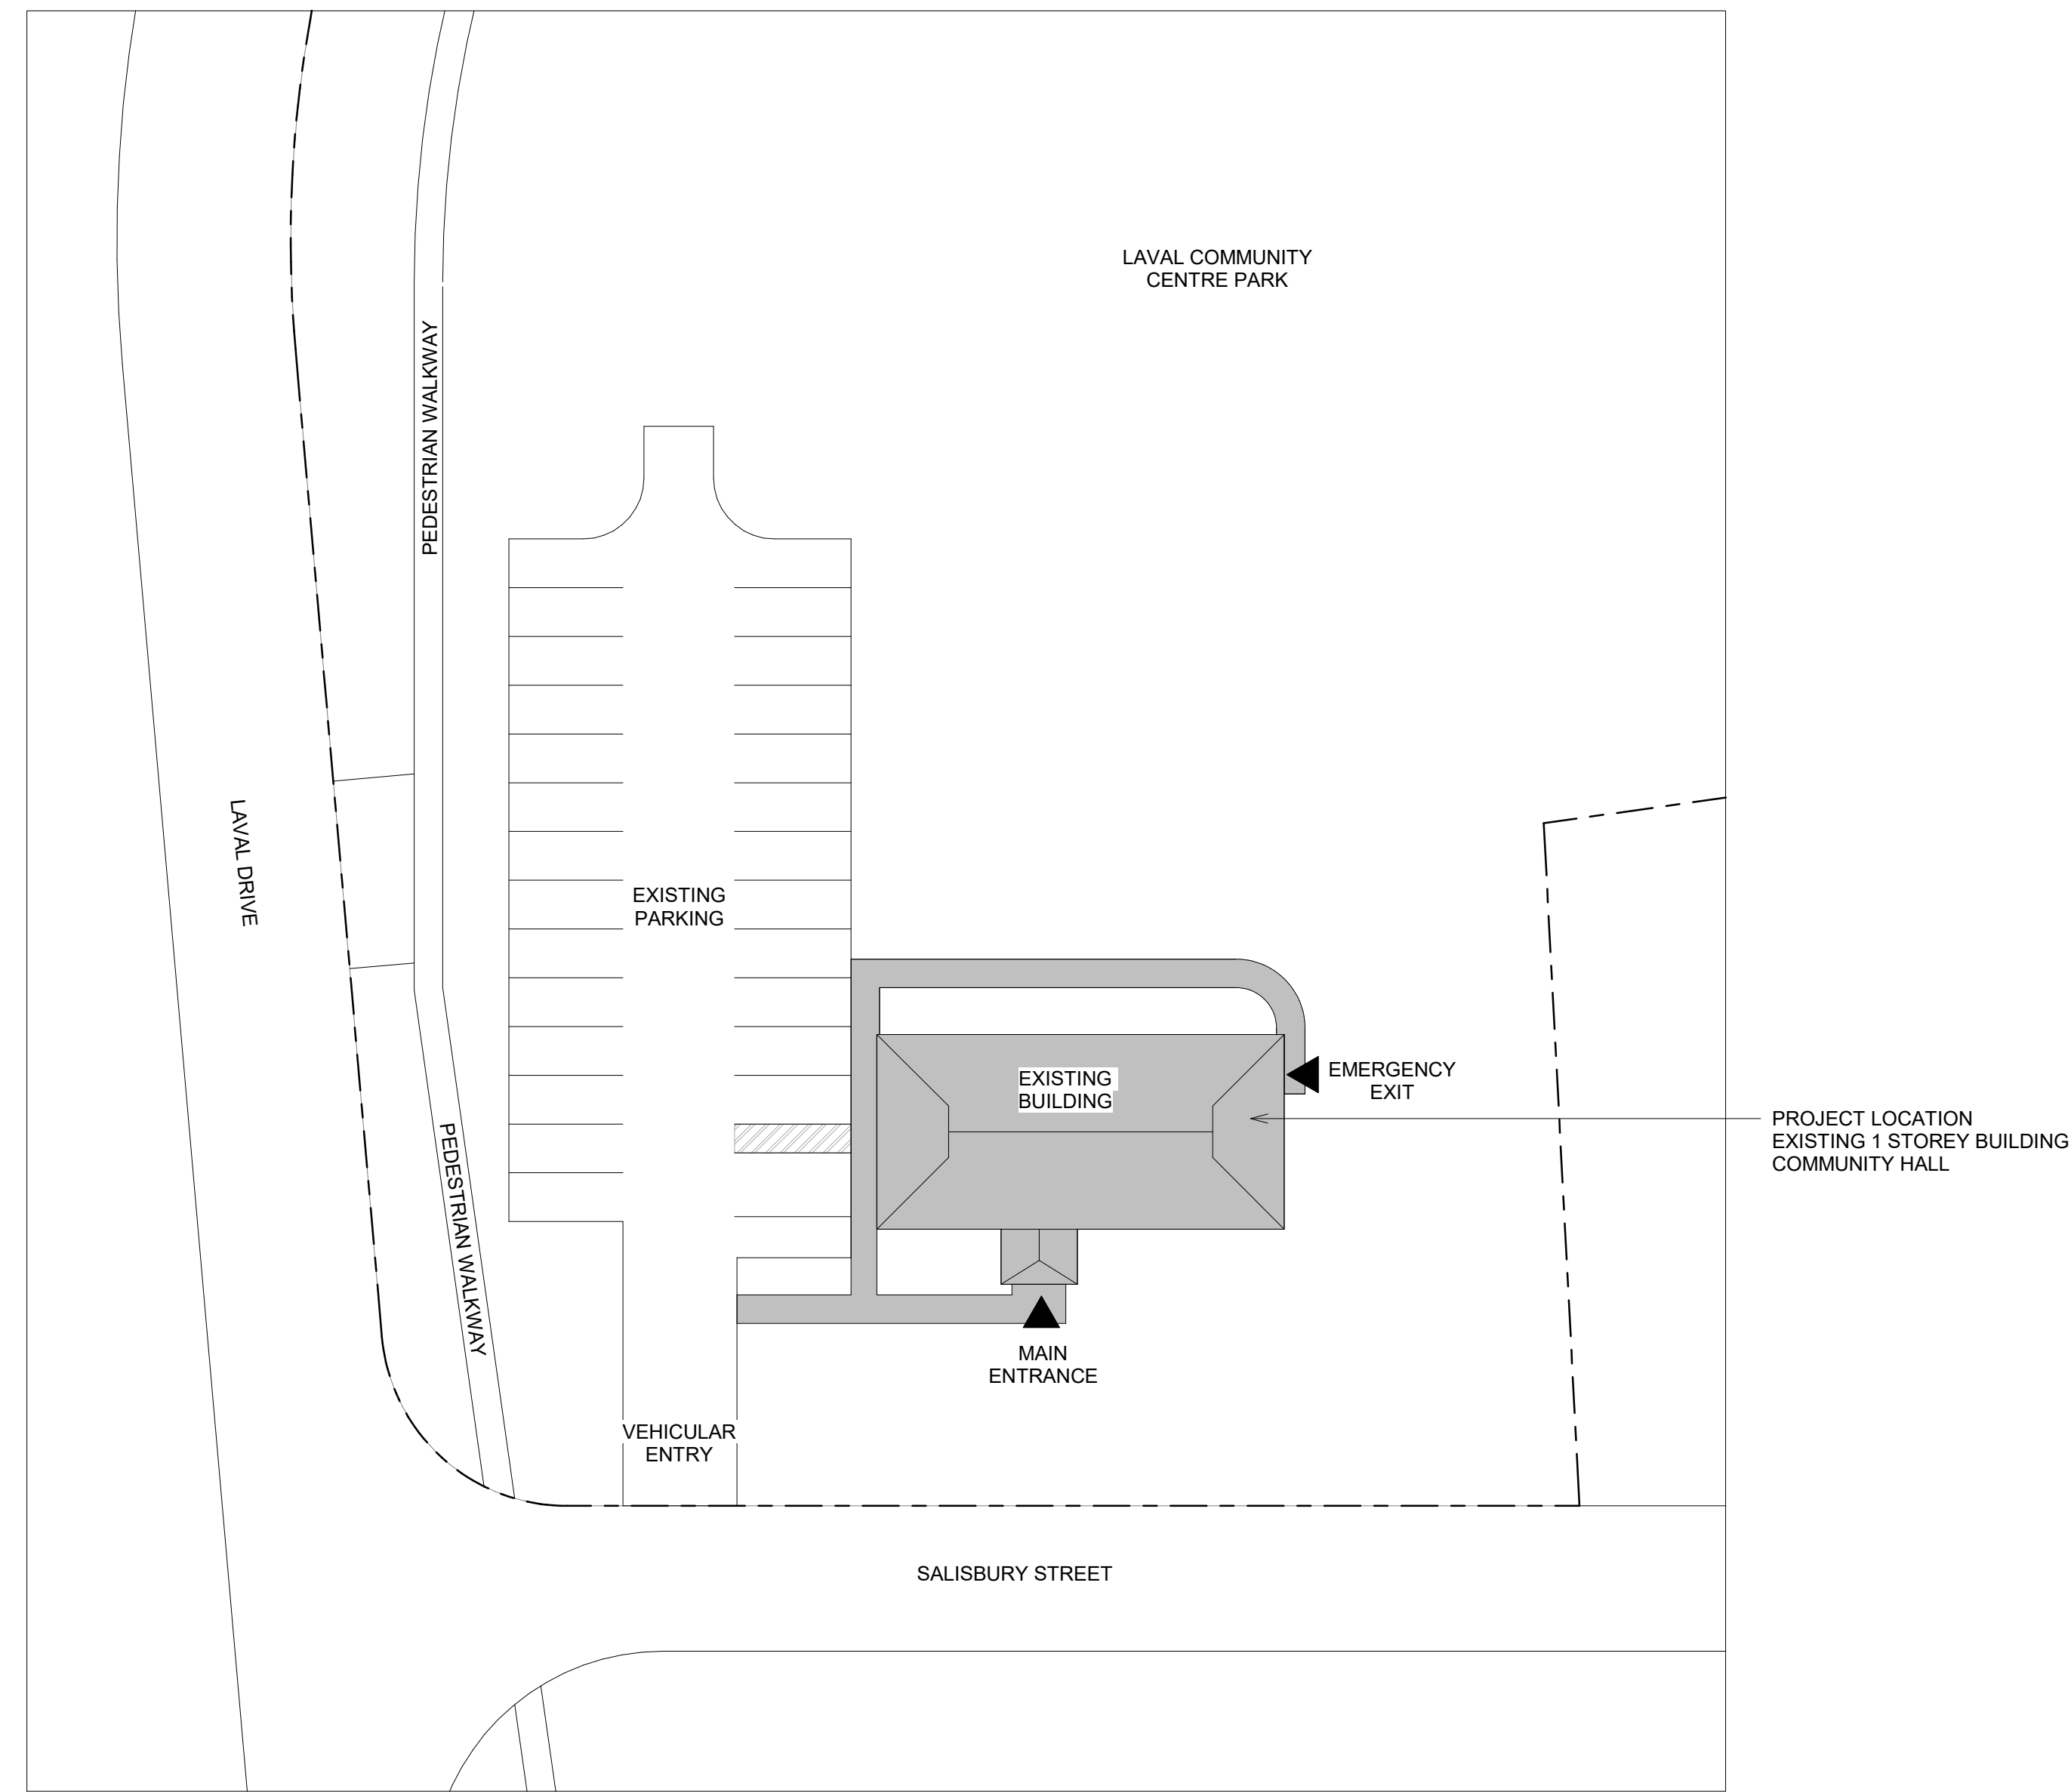 LAVAL COMMUNITY
CENTRE PARK
PEDESTRIAN WALKWAY
LAVAL DRIVE
EXISTING
PARKING
EXISTING
BUILDING
EMERGENCY
EXIT
PROJECT LOCATION
EXISTING 1 STOREY BUILDING
COMMUNITY HALL
PEDESTRIAN WALKWAY
MAIN
ENTRANCE
VEHICULAR
ENTRY
SALISBURY STREET